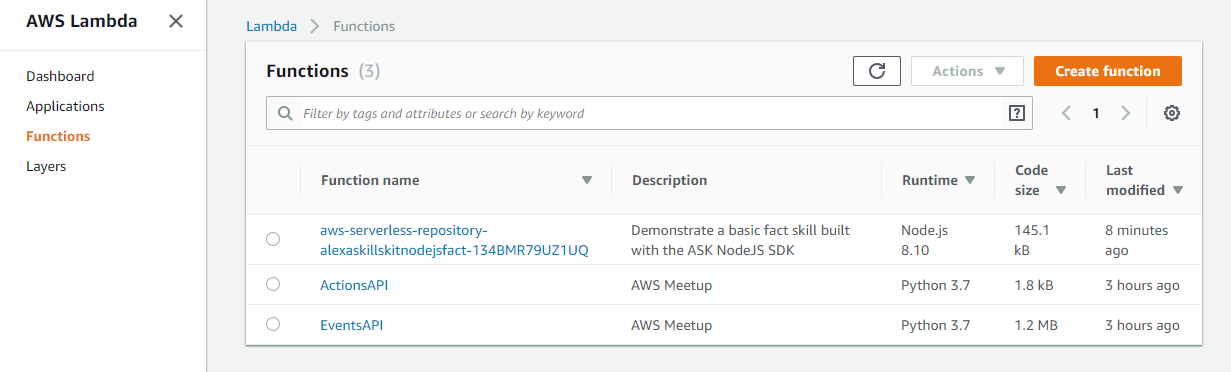 AWS Lambda
Dashboard
Applications
Functions
Layers
Lambda > Functions
Functions (3)
Actions
Create function
Filter by tags and attributes or search by keyword
?
1
Function name
Description
Runtime
Code
size
Last
modified
aws-serverless-repository-
alexaskillskitnodejsfact-134BMR79UZ1UQ
Demonstrate a basic fact skill built
with the ASK NodeJS SDK
Node.js
8.10
145.1
kB
8 minutes
ago
ActionsAPI
AWS Meetup
Python 3.7
1.8 kB
3 hours ago
EventsAPI
AWS Meetup
Python 3.7
1.2 MB
3 hours ago